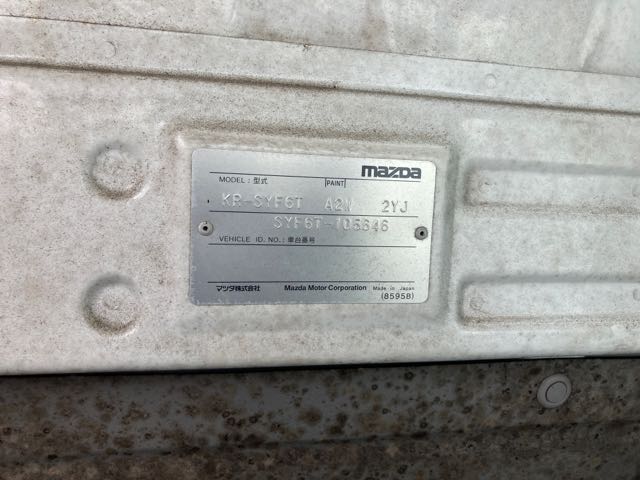 mazda
MODEL : 型式 PAINT
KR-SYF6T A2W 2YJ
SYF6T-105646
VEHICLE ID. NO. : 車台番号
マツダ株式会社 Mazda Motor Corporation Made in Japan
(85958)